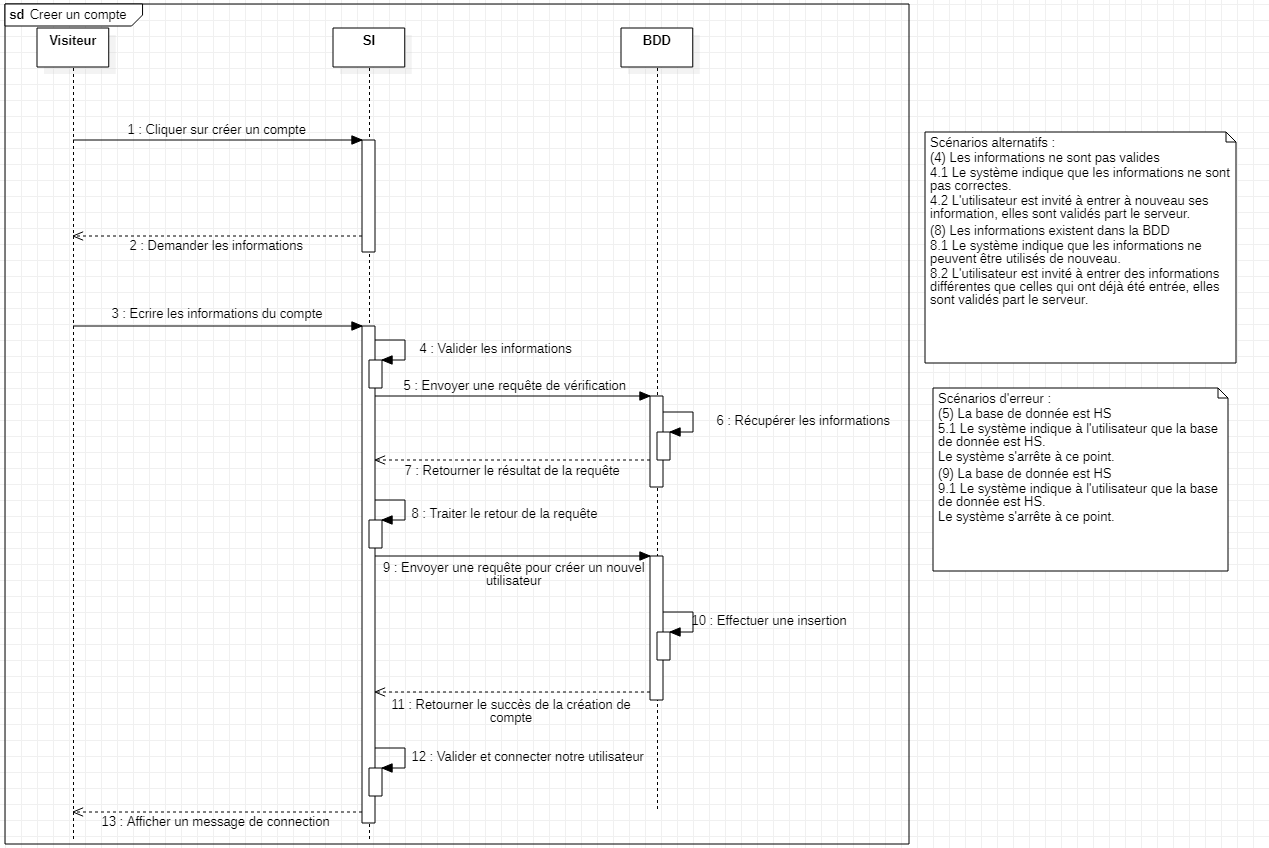 sd Creer un compte
Visiteur
SI
BDD
1 : Cliquer sur créer un compte
2 : Demander les informations
3 : Ecrire les informations du compte
4 : Valider les informations
5 : Envoyer une requête de vérification
6 : Récupérer les informations
7 : Retourner le résultat de la requête
8 : Traiter le retour de la requête
9 : Envoyer une requête pour créer un nouvel
utilisateur
10 : Effectuer une insertion
11 : Retourner le succès de la création de
compte
12 : Valider et connecter notre utilisateur
13 : Afficher un message de connection
Scénarios alternatifs :
(4) Les informations ne sont pas valides
4.1 Le système indique que les informations ne sont
pas correctes.
4.2 L'utilisateur est invité à entrer à nouveau ses
information, elles sont validés part le serveur.
(8) Les informations existent dans la BDD
8.1 Le système indique que les informations ne
peuvent être utilisés de nouveau.
8.2 L'utilisateur est invité à entrer des informations
différentes que celles qui ont déjà été entrée, elles
sont validés part le serveur.
Scénarios d'erreur :
(5) La base de donnée est HS
5.1 Le système indique à l'utilisateur que la base
de donnée est HS.
Le système s'arrête à ce point.
(9) La base de donnée est HS
9.1 Le système indique à l'utilisateur que la base
de donnée est HS.
Le système s'arrête à ce point.